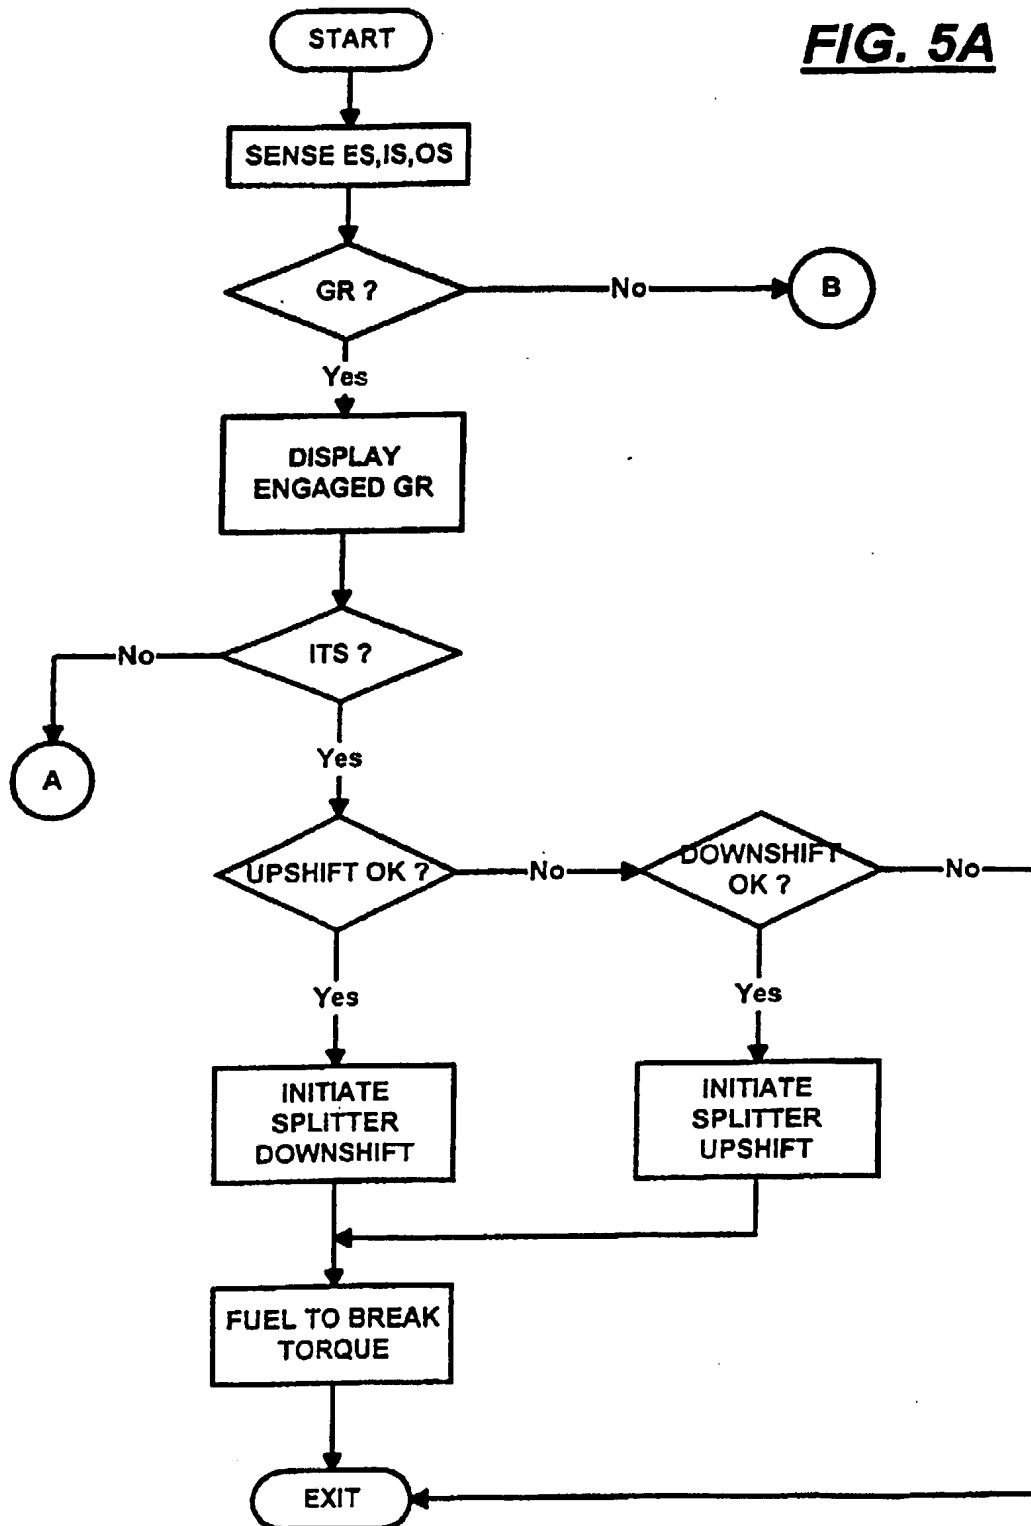 START
FIG. 5A
SENSE ES,IS,OS
GR ?
No
B
Yes
DISPLAY
ENGAGED GR
ITS ?
No
A
Yes
UPSHIFT OK ?
No
DOWNSHIFT
OK ?
No
Yes
Yes
INITIATE
SPLITTER
DOWNSHIFT
INITIATE
SPLITTER
UPSHIFT
FUEL TO BREAK
TORQUE
EXIT